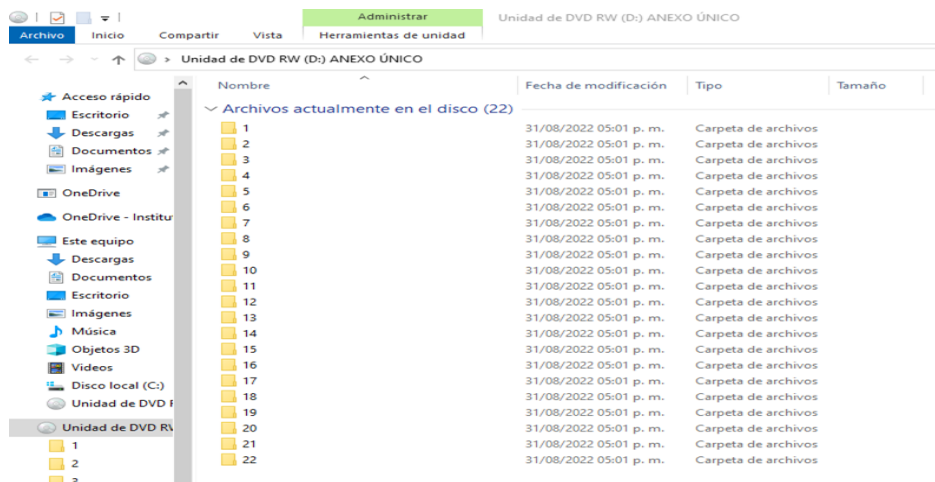 Administrar Unidad de DVD RW (D:) ANEXO ÚNICO
Archivo Inicio Compartir Vista Herramientas de unidad
Unidad de DVD RW (D:) ANEXO ÚNICO
Acceso rápido
Escritorio
Descargas
Documentos
Imágenes
OneDrive
OneDrive - Institu
Este equipo
Descargas
Documentos
Escritorio
Imágenes
Música
Objetos 3D
Videos
Disco local (C:)
Unidad de DVD F
Unidad de DVD RV
1
2
3
Nombre Fecha de modificación Tipo Tamaño
Archivos actualmente en el disco (22)
1 31/08/2022 05:01 p. m. Carpeta de archivos
2 31/08/2022 05:01 p. m. Carpeta de archivos
3 31/08/2022 05:01 p. m. Carpeta de archivos
4 31/08/2022 05:01 p. m. Carpeta de archivos
5 31/08/2022 05:01 p. m. Carpeta de archivos
6 31/08/2022 05:01 p. m. Carpeta de archivos
7 31/08/2022 05:01 p. m. Carpeta de archivos
8 31/08/2022 05:01 p. m. Carpeta de archivos
9 31/08/2022 05:01 p. m. Carpeta de archivos
10 31/08/2022 05:01 p. m. Carpeta de archivos
11 31/08/2022 05:01 p. m. Carpeta de archivos
12 31/08/2022 05:01 p. m. Carpeta de archivos
13 31/08/2022 05:01 p. m. Carpeta de archivos
14 31/08/2022 05:01 p. m. Carpeta de archivos
15 31/08/2022 05:01 p. m. Carpeta de archivos
16 31/08/2022 05:01 p. m. Carpeta de archivos
17 31/08/2022 05:01 p. m. Carpeta de archivos
18 31/08/2022 05:01 p. m. Carpeta de archivos
19 31/08/2022 05:01 p. m. Carpeta de archivos
20 31/08/2022 05:01 p. m. Carpeta de archivos
21 31/08/2022 05:01 p. m. Carpeta de archivos
22 31/08/2022 05:01 p. m. Carpeta de archivos